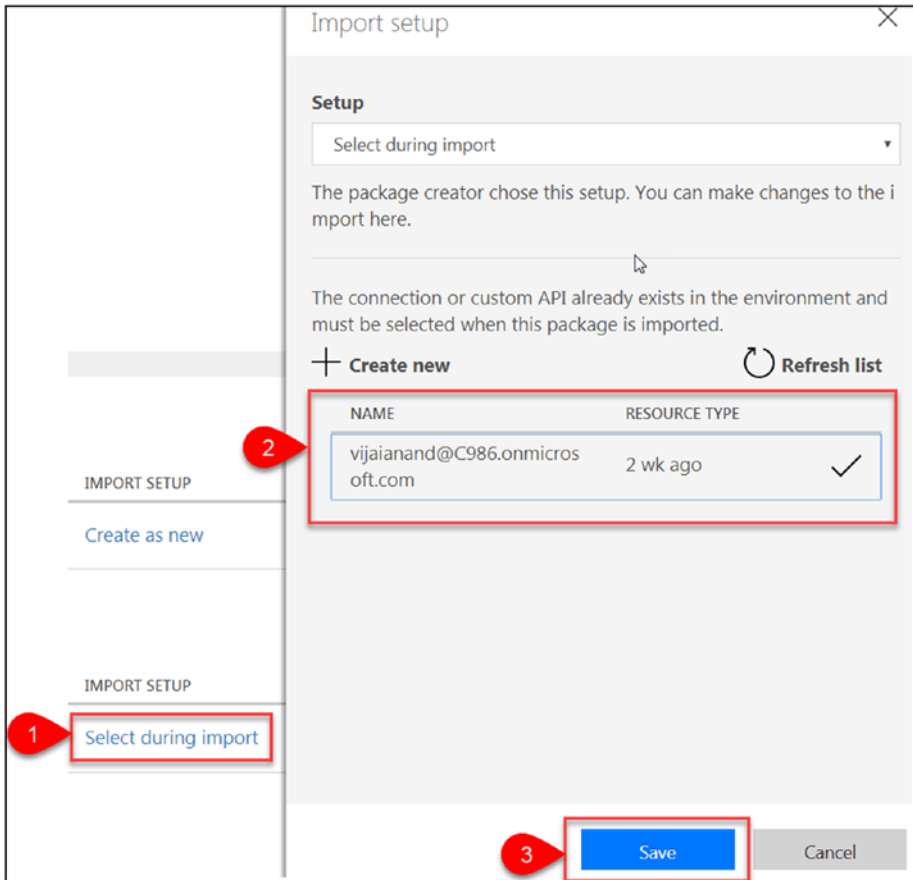 Import setup
Setup
Select during import
The package creator chose this setup. You can make changes to the i
mport here.
The connection or custom API already exists in the environment and
must be selected when this package is imported.
Create new
Refresh list
NAME RESOURCE TYPE
2
vijaianand@C986.onmicros
oft.com
2 wk ago
IMPORT SETUP
Create as new
IMPORT SETUP
1
Select during import
3
Save
Cancel